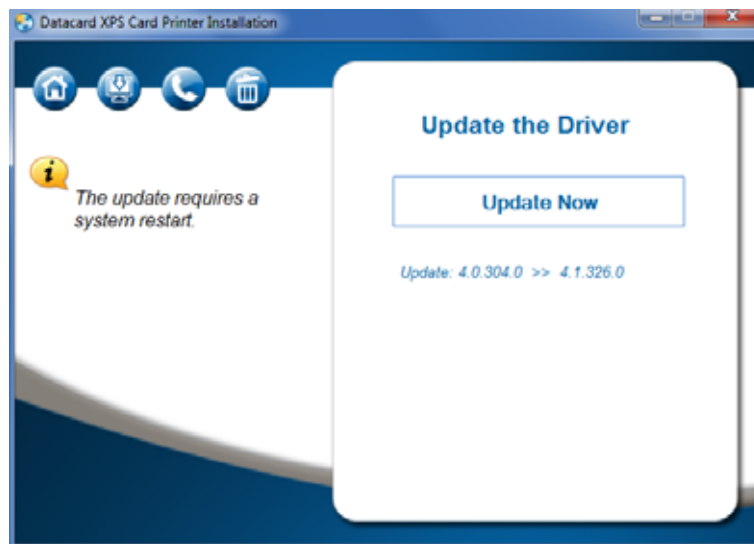 Datacard XPS Card Printer Installation
Update the Driver
i
The update requires a
system restart.
Update Now
Update: 4.0.304.0 >> 4.1.326.0